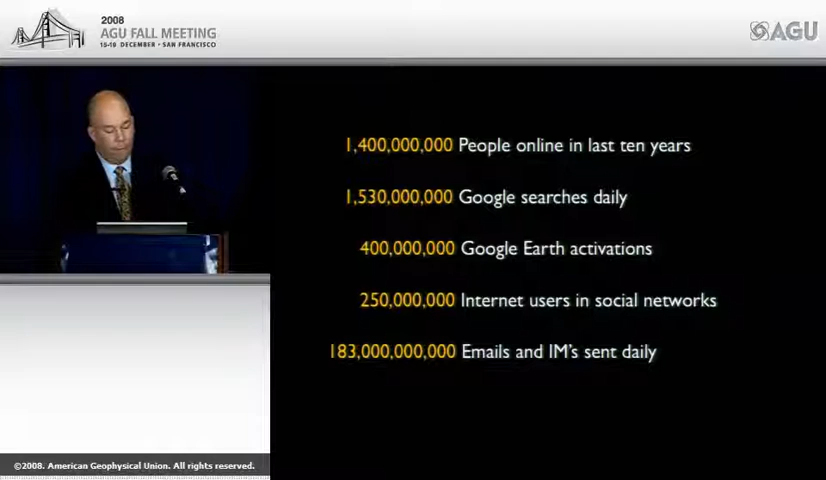 2008
AGU FALL MEETING
15-19 DECEMBER • SAN FRANCISCO
AGU
1,400,000,000 People online in last ten years
1,530,000,000 Google searches daily
400,000,000 Google Earth activations
250,000,000 Internet users in social networks
183,000,000,000 Emails and IM's sent daily
©2008. American Geophysical Union. All rights reserved.